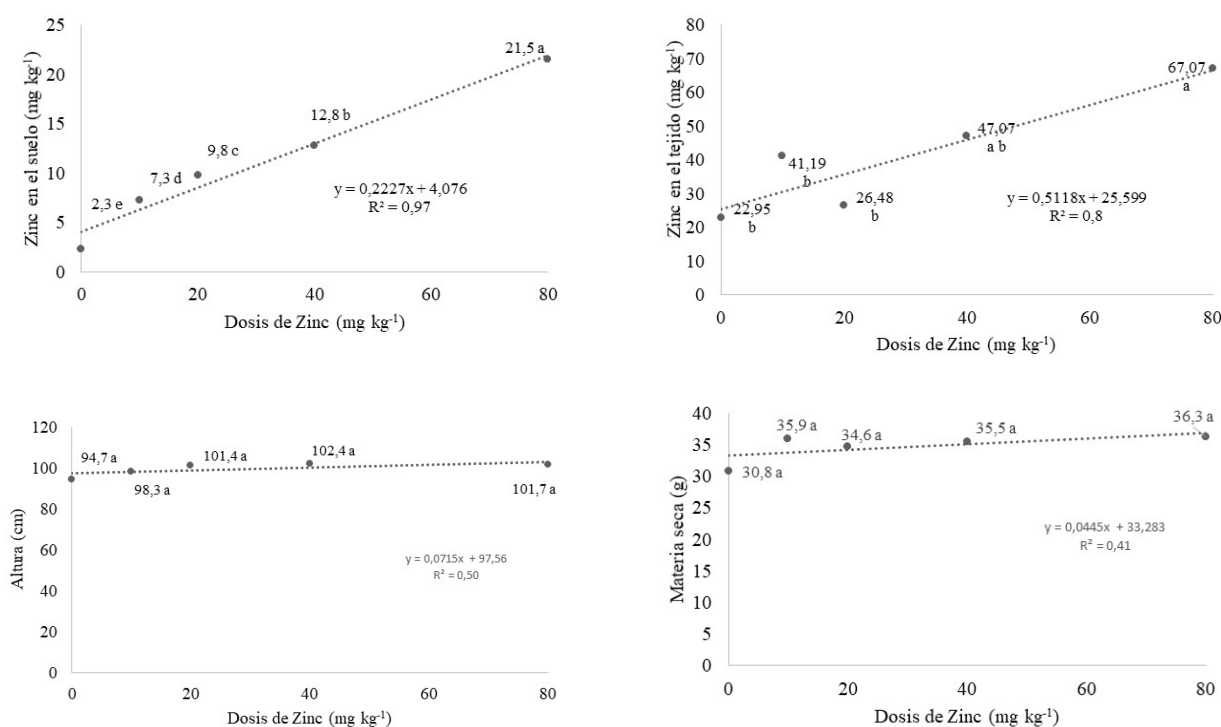 25
20
15
10
5
0
Zinc en el suelo (mg kg-1)
2,3 e
7,3 d
9,8 c
12,8 b
21,5 a
y = 0,2227x + 4,076
R² = 0,97
0 20 40 60 80
Dosis de Zinc (mg kg-1)
80
70
60
50
40
30
20
10
0
Zinc en el tejido (mg kg-1)
22,95
b
41,19
b
26,48
b
47,07
a b
67,07
a
y = 0,5118x + 25,599
R² = 0,8
0 20 40 60 80
Dosis de Zinc (mg kg-1)
120
100
80
60
40
20
0
Altura (cm)
94,7 a
98,3 a
101,4 a
102,4 a
101,7 a
y = 0,0715x + 97,56
R² = 0,50
0 20 40 60 80
Dosis de Zinc (mg kg-1)
40
35
30
25
20
15
10
5
0
Materia seca (g)
30,8 a
35,9 a
34,6 a
35,5 a
36,3 a
y = 0,0445x + 33,283
R² = 0,41
0 20 40 60 80
Dosis de Zinc (mg kg-1)